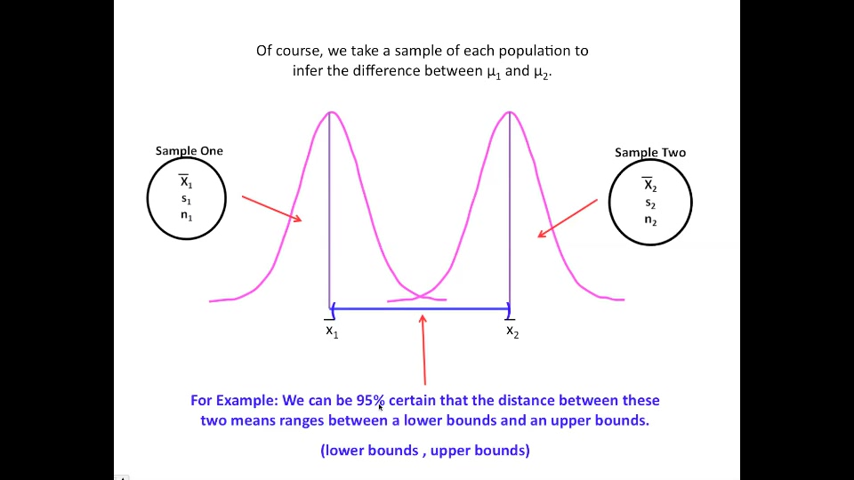 Of course, we take a sample of each population to
infer the difference between μ₁ and μ₂.
Sample One
X̅₁
s₁
n₁
Sample Two
X̅₂
s₂
n₂
x̅₁
x̅₂
For Example: We can be 95% certain that the distance between these
two means ranges between a lower bounds and an upper bounds.
(lower bounds , upper bounds)